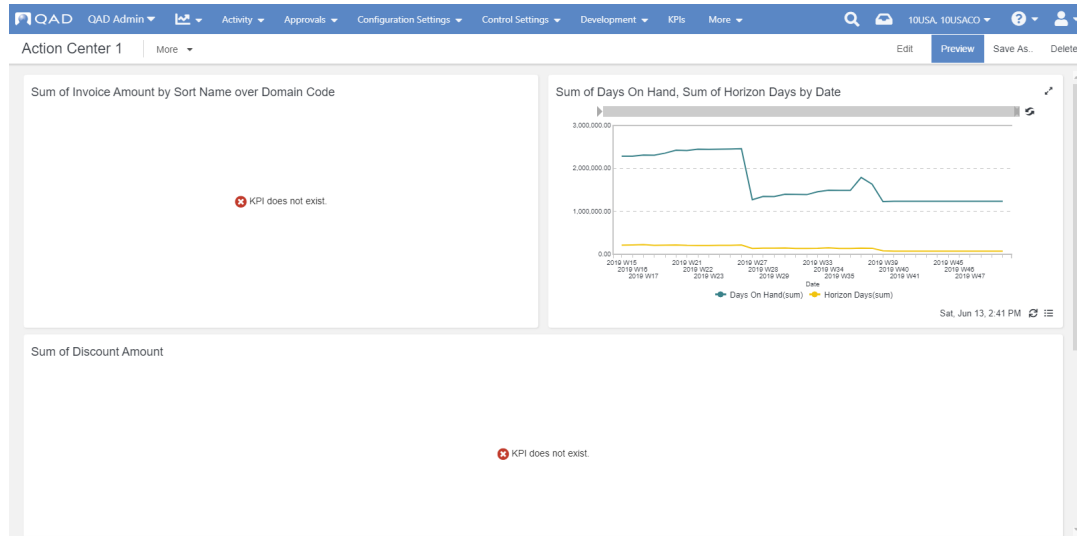 QAD QAD Admin Activity Approvals Configuration Settings Control Settings Development KPIs More 10USA, 10USACO ?
Action Center 1 More Edit Preview Save As.. Delete
Sum of Invoice Amount by Sort Name over Domain Code
KPI does not exist.
Sum of Days On Hand, Sum of Horizon Days by Date
3,000,000.00
2,000,000.00
1,000,000.00
0.00
2019 W15 2019 W21 2019 W27 2019 W33 2019 W39 2019 W45
2019 W16 2019 W22 2019 W28 2019 W34 2019 W40 2019 W46
2019 W17 2019 W23 2019 W29 2019 W35 2019 W41 2019 W47
Date
Days On Hand(sum) Horizon Days(sum)
Sat, Jun 13, 2:41 PM
Sum of Discount Amount
KPI does not exist.